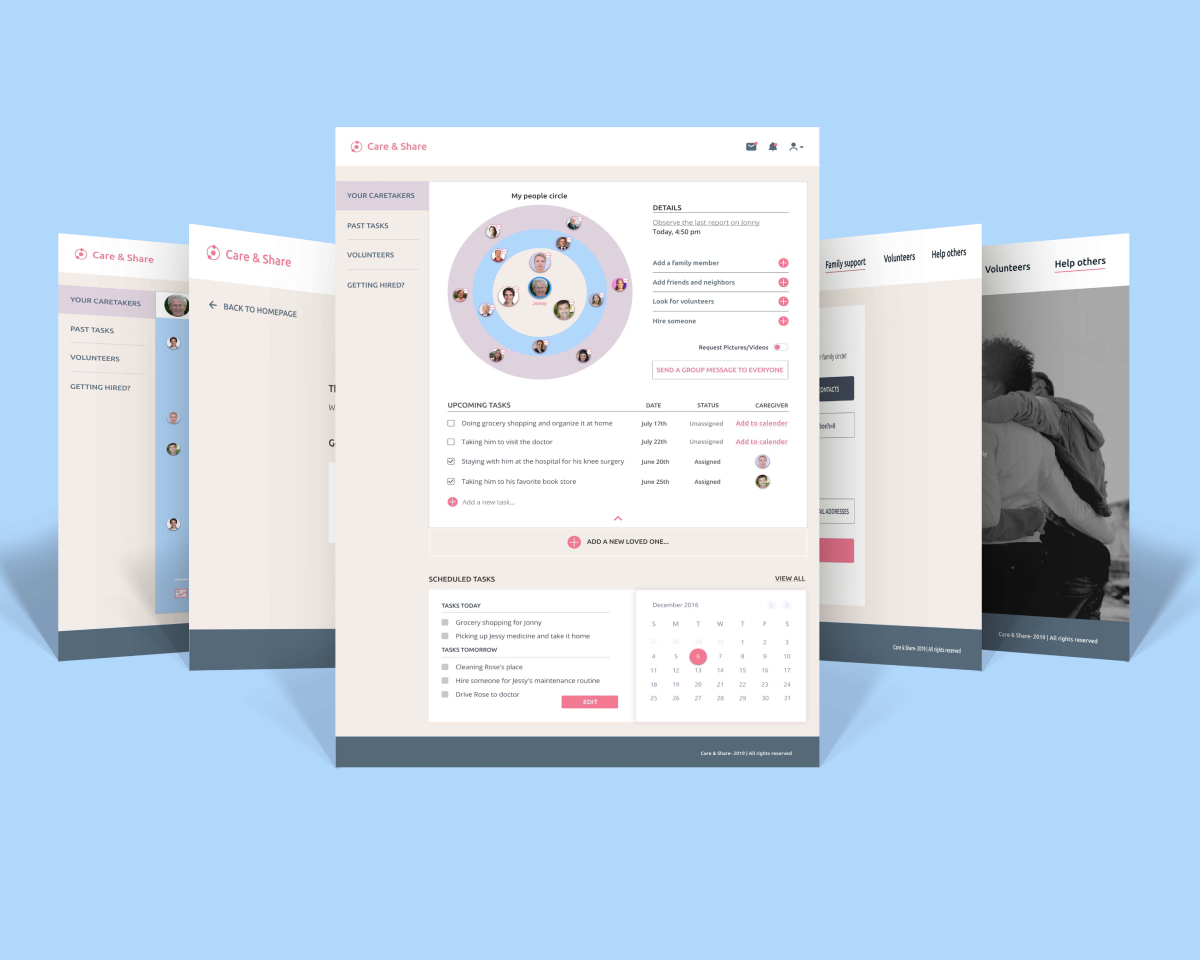 Care & Share
YOUR CARETAKERS
PAST TASKS
VOLUNTEERS
GETTING HIRED?
Care & Share
BACK TO HOMEPAGE
Care & Share
YOUR CARETAKERS
PAST TASKS
VOLUNTEERS
GETTING HIRED?
My people circle
Jonny
DETAILS
Observe the last report on Jonny
Today, 4:50 pm
Add a family member
Add friends and neighbors
Look for volunteers
Hire someone
Request Pictures/Videos
SEND A GROUP MESSAGE TO EVERYONE
UPCOMING TASKS DATE STATUS CAREGIVER
Doing grocery shopping and organize it at home July 17th Unassigned Add to calender
Taking him to visit the doctor July 22th Unassigned Add to calender
Staying with him at the hospital for his knee surgery June 20th Assigned
Taking him to his favorite book store June 25th Assigned
Add a new task...
ADD A NEW LOVED ONE...
SCHEDULED TASKS VIEW ALL
TASKS TODAY
Grocery shopping for Jonny
Picking up Jessy medicine and take it home
TASKS TOMORROW
Cleaning Rose's place
Hire someone for Jessy's maintenance routine
Drive Rose to doctor
EDIT
December 2016
S M T W T F S
27 28 29 30 1 2 3
4 5 6 7 8 9 10
11 12 13 14 15 16 17
18 19 20 21 22 23 24
25 26 27 28 29 30 31
Care & Share- 2019 | All rights reserved
Family support Volunteers Help others
family circle!
CONTACTS
ADDRESSES
Care & Share- 2019 | All rights reserved
Volunteers Help others
Care & Share- 2019 | All rights reserved